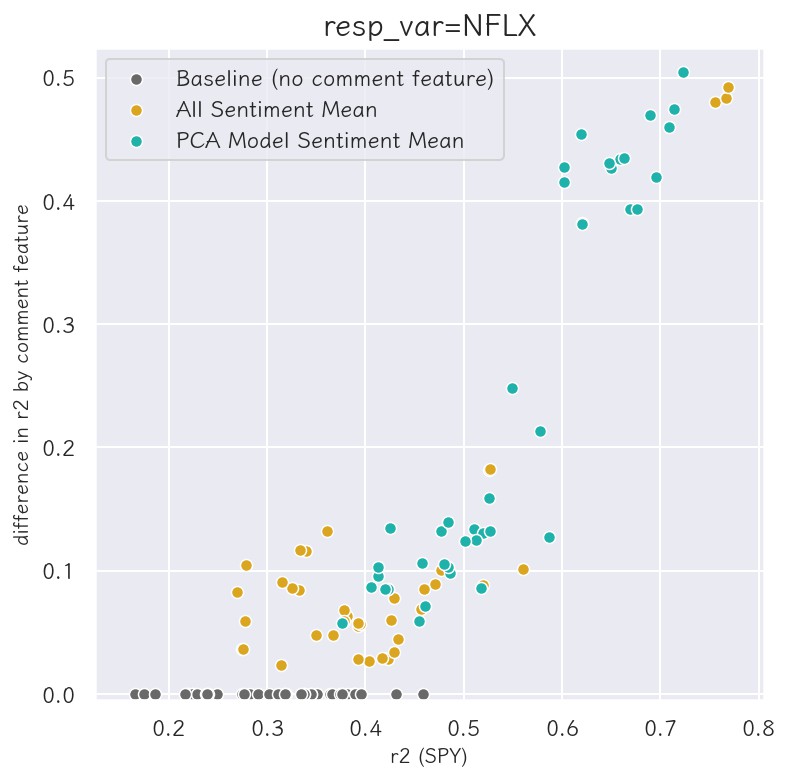 resp_var=NFLX
Baseline (no comment feature)
All Sentiment Mean
PCA Model Sentiment Mean
difference in r2 by comment feature
0.5
0.4
0.3
0.2
0.1
0.0
0.2 0.3 0.4 0.5 0.6 0.7 0.8
r2 (SPY)